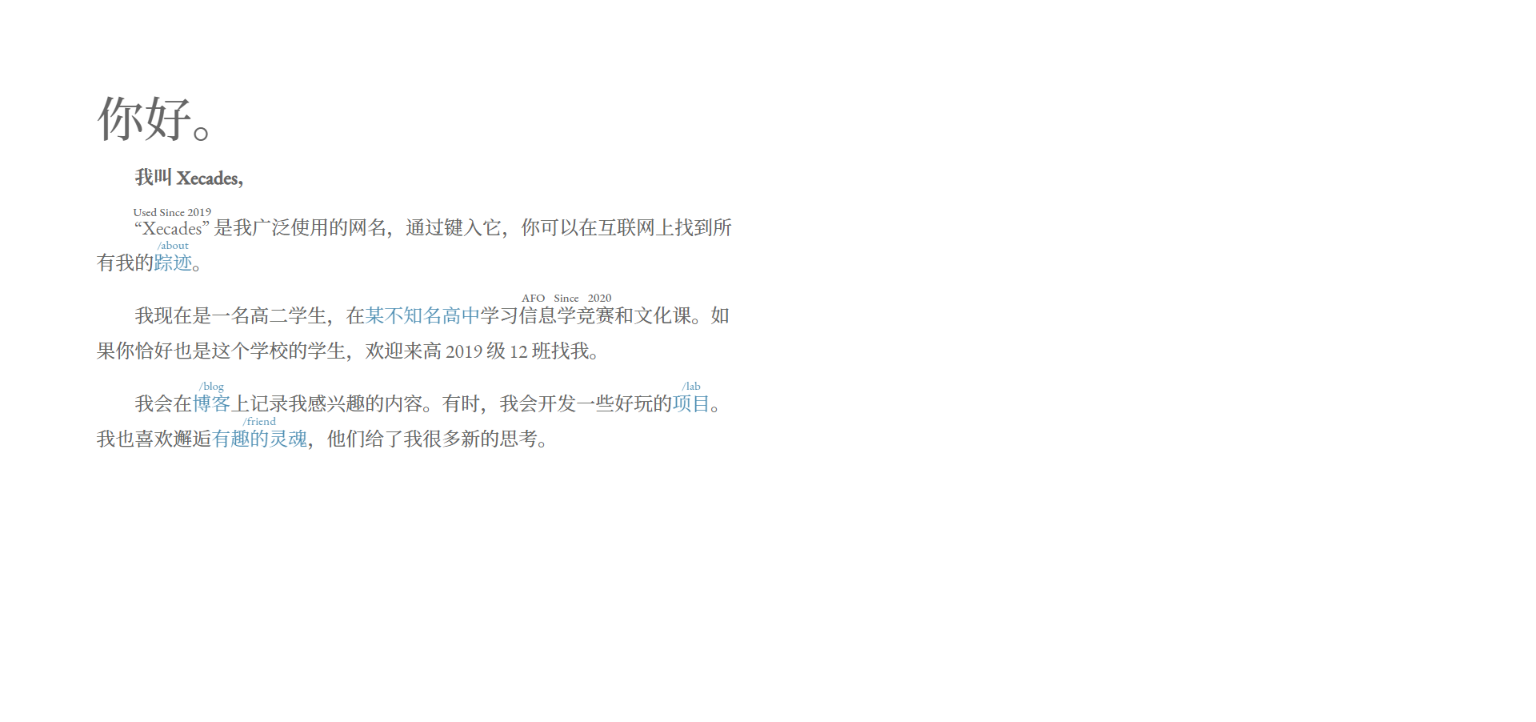 你好。
我叫 Xecades，
Used Since 2019
“Xecades” 是我广泛使用的网名，通过键入它，你可以在互联网上找到所
/about
有我的踪迹。
AFO Since 2020
我现在是一名高二学生，在某不知名高中学习信息学竞赛和文化课。如
果你恰好也是这个学校的学生，欢迎来高 2019 级 12 班找我。
/blog /lab
我会在博客上记录我感兴趣的内容。有时，我会开发一些好玩的项目。
/friend
我也喜欢邂逅有趣的灵魂，他们给了我很多新的思考。